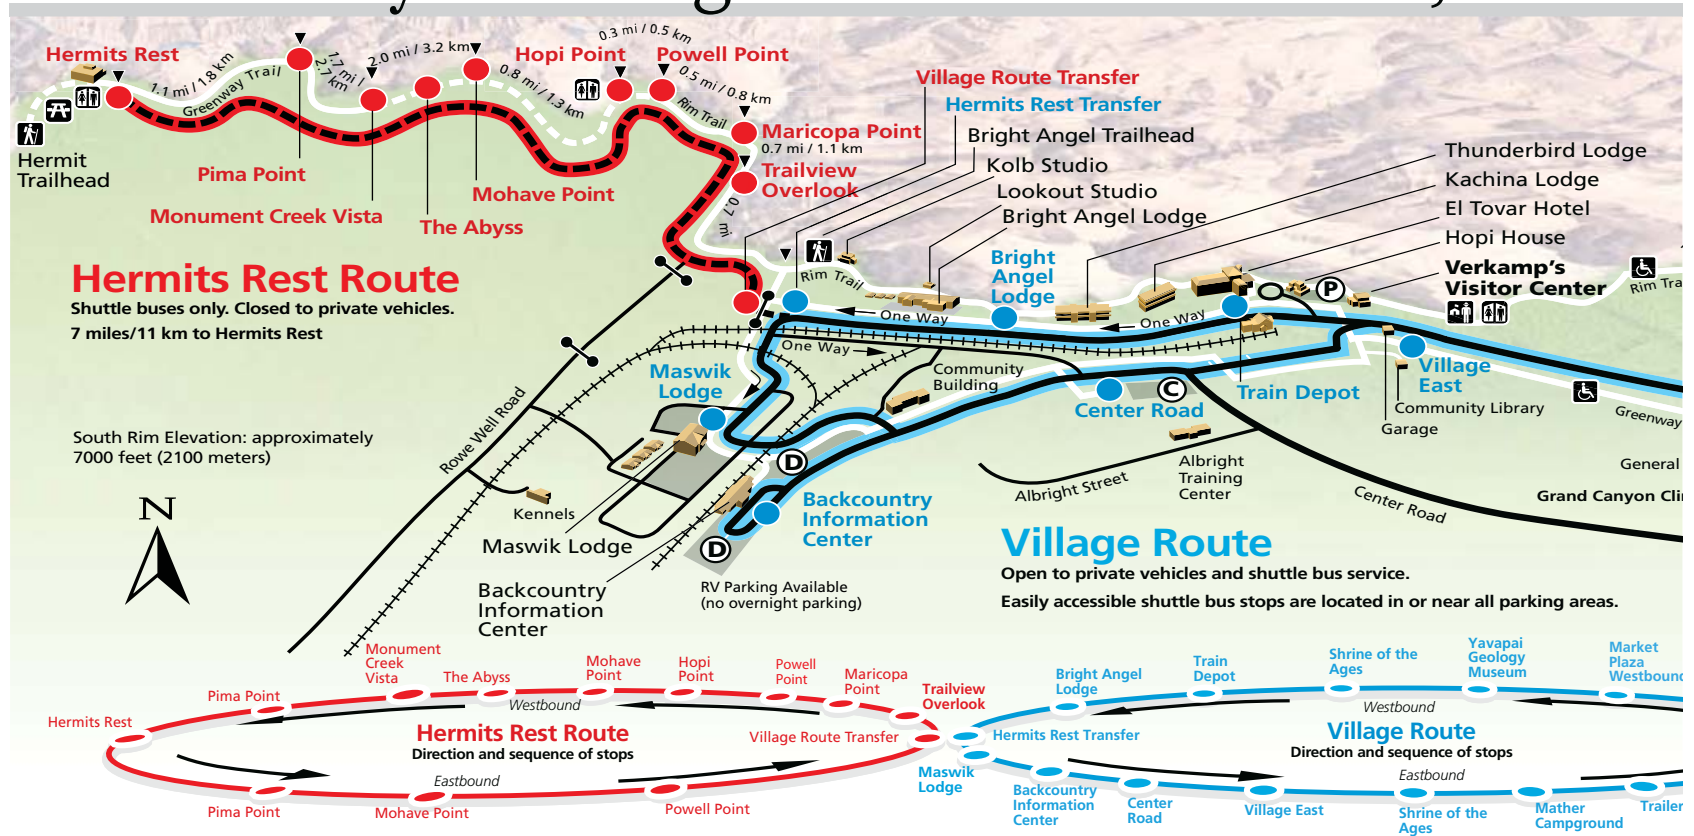 Hermits Rest
1.1 mi / 1.8 km
Greenway Trail
1.7 mi /
2.7 km
2.0 mi / 3.2 km
0.8 mi / 1.3 km
Hopi Point
0.3 mi / 0.5 km
Powell Point
0.5 mi / 0.8 km
Rim Trail
Maricopa Point
0.7 mi / 1.1 km
Trailview
Overlook
0.7 mi
Hermit
Trailhead
Pima Point
Monument Creek Vista
The Abyss
Mohave Point
Village Route Transfer
Hermits Rest Transfer
Bright Angel Trailhead
Kolb Studio
Lookout Studio
Bright Angel Lodge
Thunderbird Lodge
Kachina Lodge
El Tovar Hotel
Hopi House
Verkamp's
Visitor Center
P
Rim Tra
Hermits Rest Route
Shuttle buses only. Closed to private vehicles.
7 miles/11 km to Hermits Rest
Rim Trail
Bright
Angel
Lodge
One Way
One Way
One Way
Maswik
Lodge
Community
Building
Center Road
C
Train Depot
Village
East
Community Library
Garage
Greenway
General
Grand Canyon Cli
South Rim Elevation: approximately
7000 feet (2100 meters)
Rowe Well Road
N
Kennels
Maswik Lodge
Backcountry
Information
Center
D
D
Backcountry
Information
Center
RV Parking Available
(no overnight parking)
Albright Street
Albright
Training
Center
Center Road
Village Route
Open to private vehicles and shuttle bus service.
Easily accessible shuttle bus stops are located in or near all parking areas.
Hermits Rest
Pima Point
Monument
Creek
Vista
The Abyss
Mohave
Point
Hopi
Point
Powell
Point
Maricopa
Point
Trailview
Overlook
Westbound
Hermits Rest Route
Direction and sequence of stops
Village Route Transfer
Eastbound
Pima Point
Mohave Point
Powell Point
Hermits Rest Transfer
Bright Angel
Lodge
Train
Depot
Shrine of the
Ages
Yavapai
Geology
Museum
Market
Plaza
Westbound
Westbound
Village Route
Direction and sequence of stops
Eastbound
Maswik
Lodge
Backcountry
Information
Center
Center
Road
Village East
Shrine of the
Ages
Mather
Campground
Trailer